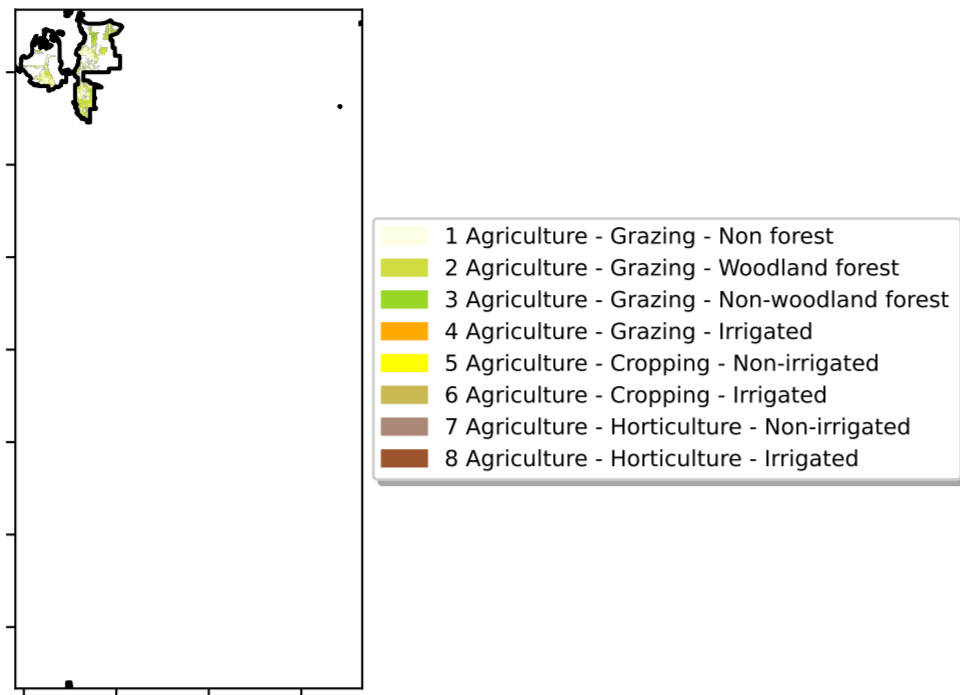 1 Agriculture - Grazing - Non forest
2 Agriculture - Grazing - Woodland forest
3 Agriculture - Grazing - Non-woodland forest
4 Agriculture - Grazing - Irrigated
5 Agriculture - Cropping - Non-irrigated
6 Agriculture - Cropping - Irrigated
7 Agriculture - Horticulture - Non-irrigated
8 Agriculture - Horticulture - Irrigated